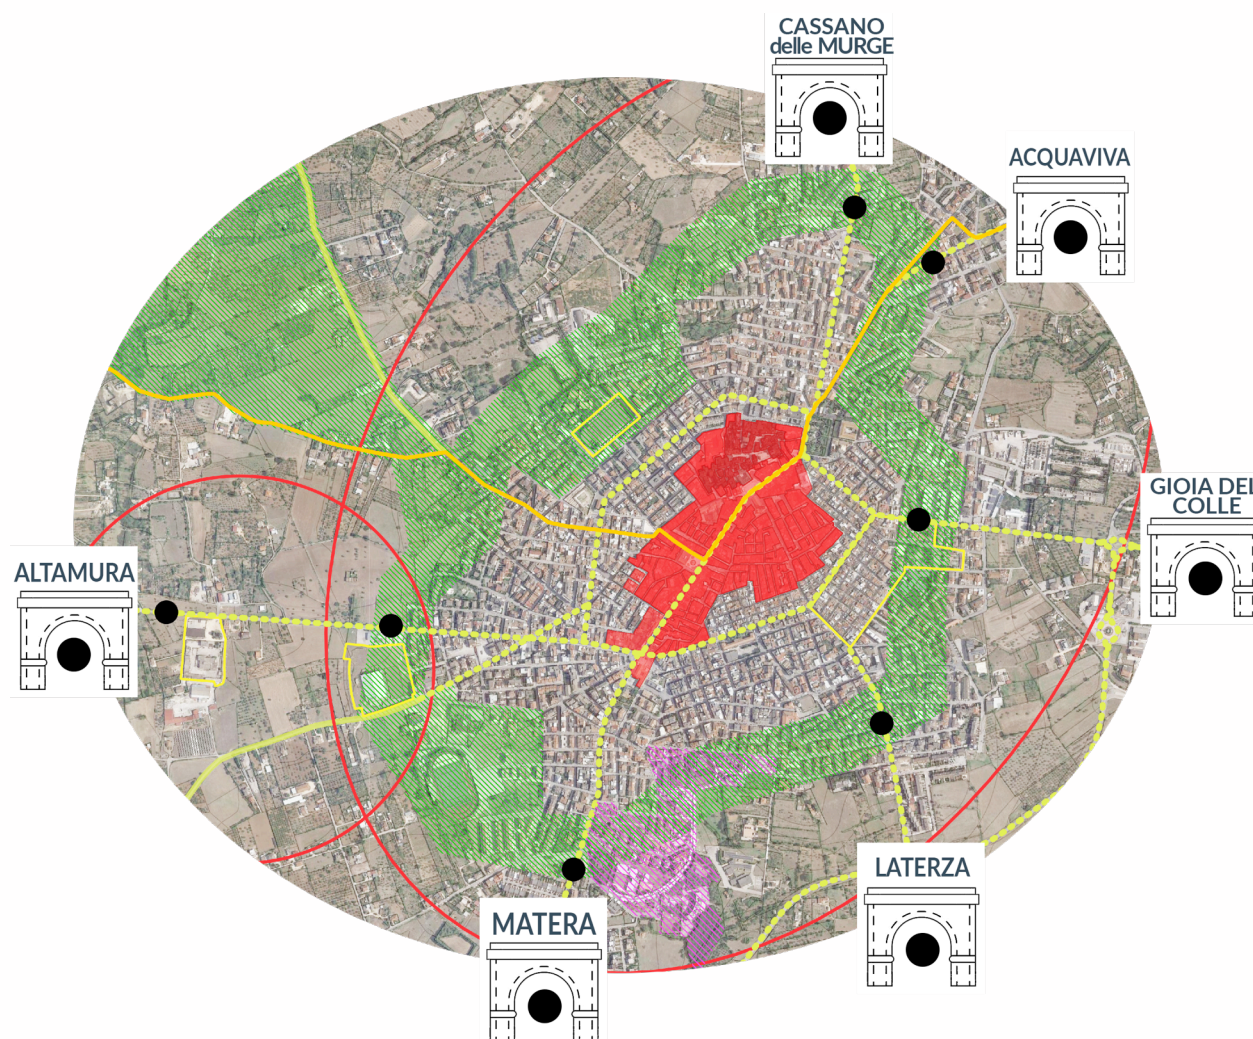 CASSANO
delle MURGE
ACQUAVIVA
GIOIA DEL
COLLE
ALTAMURA
LATERZA
MATERA